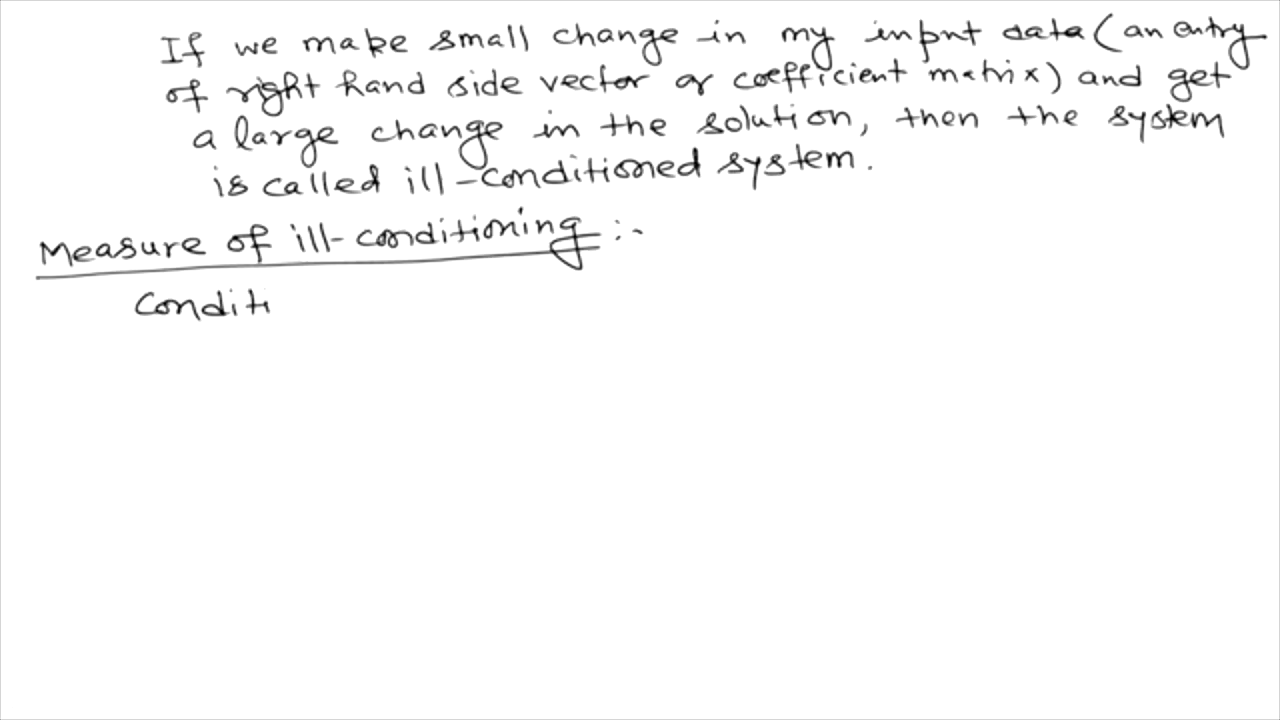 If we make small change in my input data (an entry
of right hand side vector or coefficient matrix) and get
a large change in the solution, then the system
is called ill-conditioned system.
Measure of ill-conditioning :-
Conditi